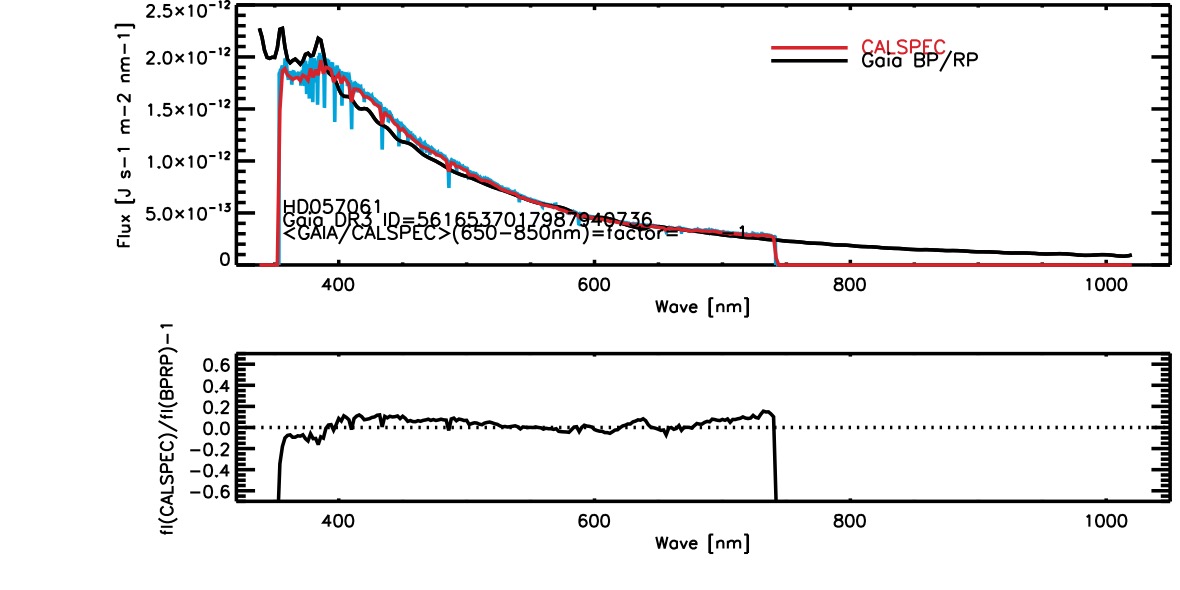 2.5×10−12
2.0×10−12
1.5×10−12
1.0×10−12
5.0×10−13
0
Flux [J s−1 m−2 nm−1]
CALSPEC
Gaia BP/RP
HD057061
Gaia DR3 ID=5616537017987940736
<GAIA/CALSPEC>(650−850nm)=factor= 1
400 600 800 1000
Wave [nm]
fl(CALSPEC)/fl(BPRP)−1
0.6
0.4
0.2
0.0
−0.2
−0.4
−0.6
400 600 800 1000
Wave [nm]